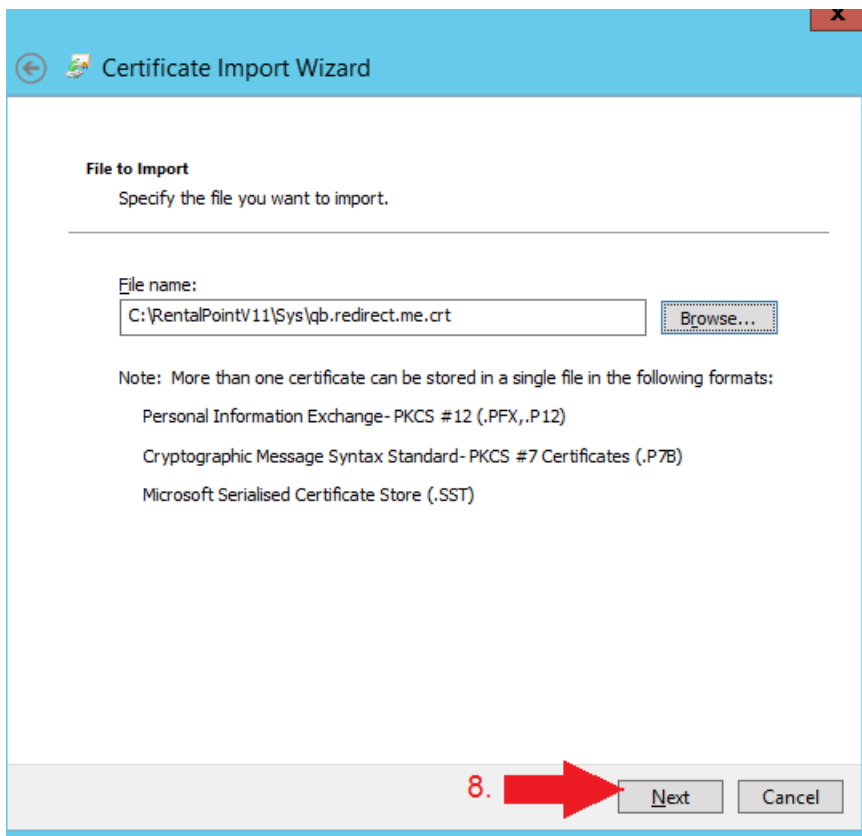 x
Certificate Import Wizard
File to Import
Specify the file you want to import.
File name:
C:\RentalPointV11\Sys\qb.redirect.me.crt
Browse...
Note: More than one certificate can be stored in a single file in the following formats:
Personal Information Exchange- PKCS #12 (.PFX,.P12)
Cryptographic Message Syntax Standard- PKCS #7 Certificates (.P7B)
Microsoft Serialised Certificate Store (.SST)
8.
Next
Cancel